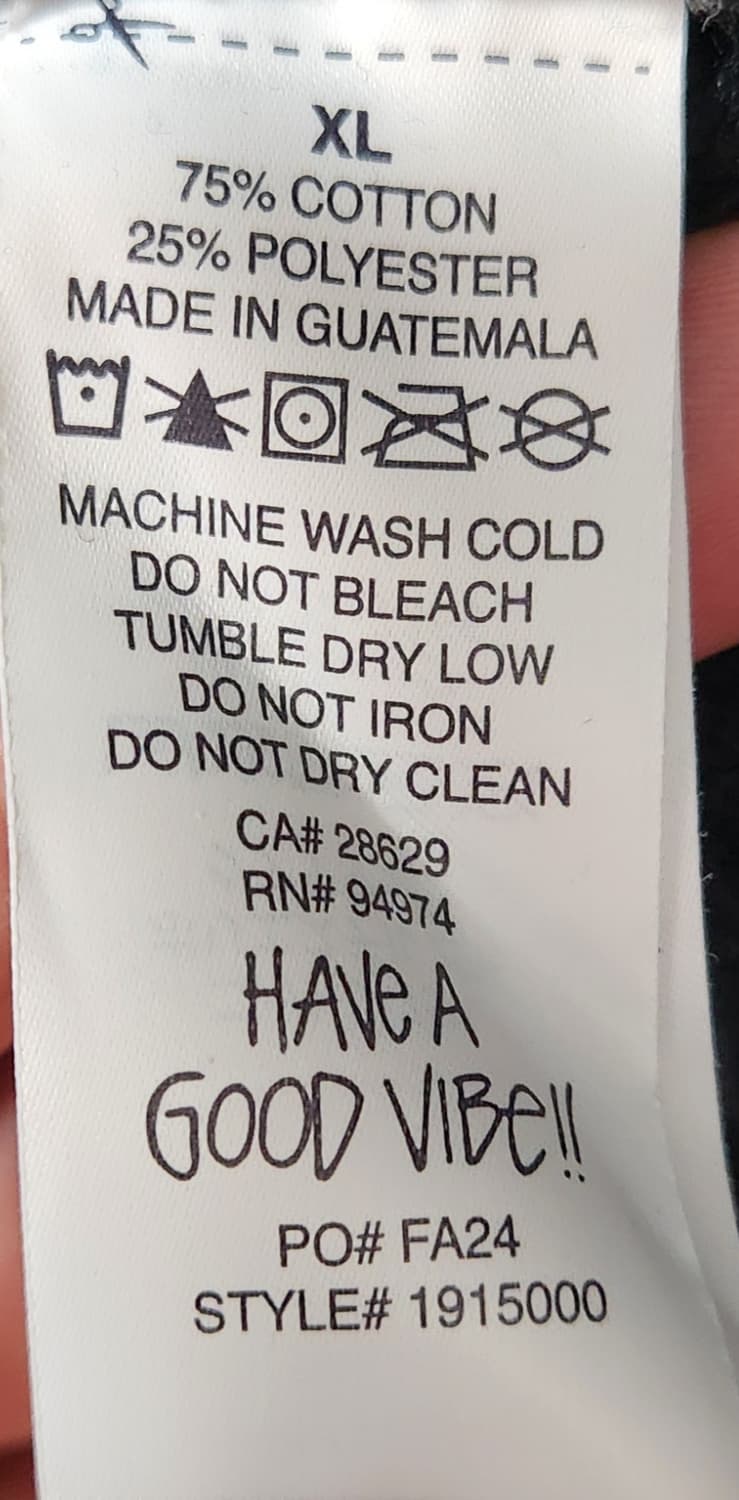 XL
75% COTTON
25% POLYESTER
MADE IN GUATEMALA
MACHINE WASH COLD
DO NOT BLEACH
TUMBLE DRY LOW
DO NOT IRON
DO NOT DRY CLEAN
CA# 28629
RN# 94974
HAVe A
GOOD VIBe!!
PO# FA24
STYLE# 1915000